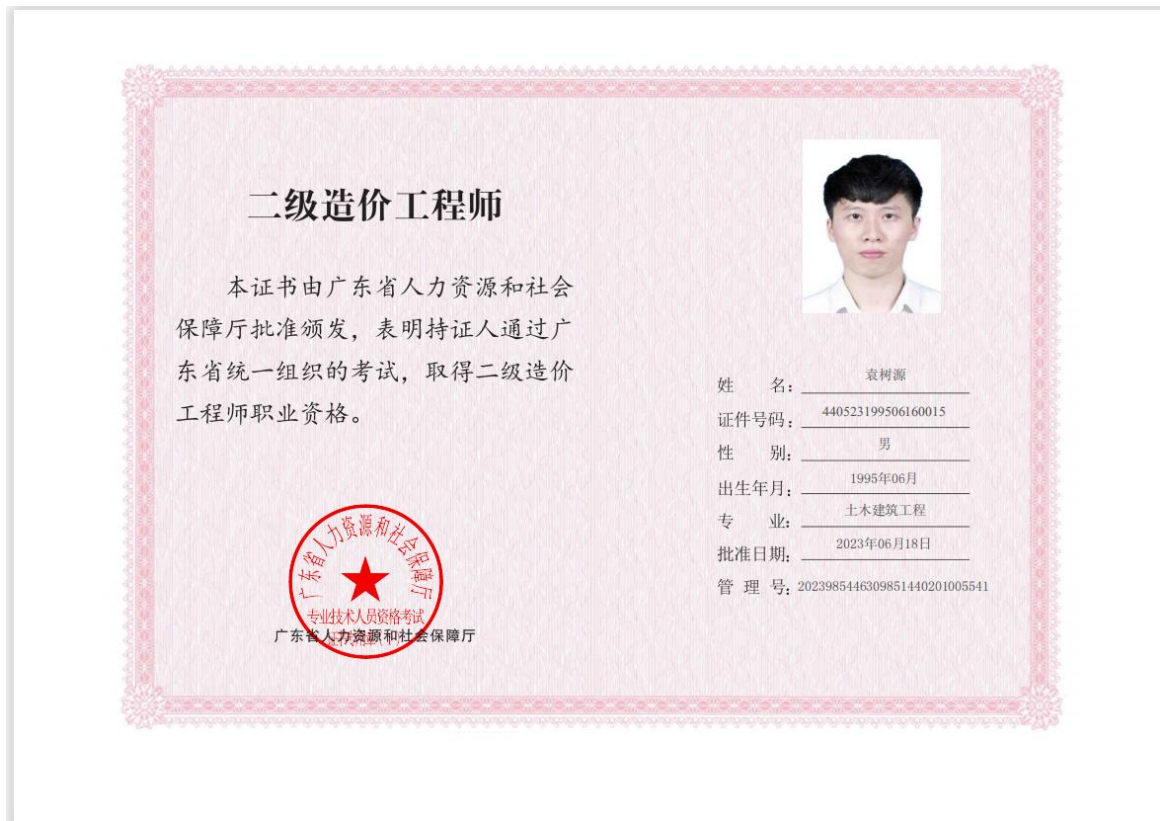 二级造价工程师
本证书由广东省人力资源和社会
保障厅批准颁发，表明持证人通过广
东省统一组织的考试，取得二级造价
工程师职业资格。
广东省人力资源和社会保障厅
专业技术人员资格考试
广东省人力资源和社会保障厅
姓 名：袁树源
证件号码：440523199506160015
性 别：男
出生年月：1995年06月
专 业：土木建筑工程
批准日期：2023年06月18日
管 理 号：2023985446309851440201005541